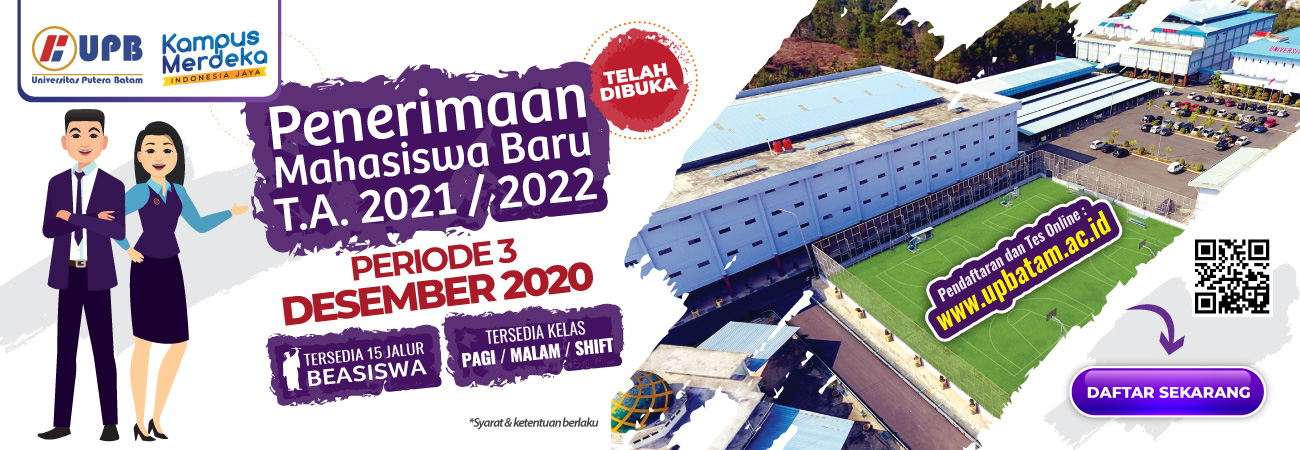 UPB
Universitas Putera Batam
Kampus
Merdeka
INDONESIA JAYA
TELAH
DIBUKA
Penerimaan
Mahasiswa Baru
T.A. 2021 / 2022
PERIODE 3
DESEMBER 2020
TERSEDIA 15 JALUR
BEASISWA
TERSEDIA KELAS
PAGI / MALAM / SHIFT
*Syarat & ketentuan berlaku
Pendaftaran dan Tes Online :
www.upbatam.ac.id
DAFTAR SEKARANG